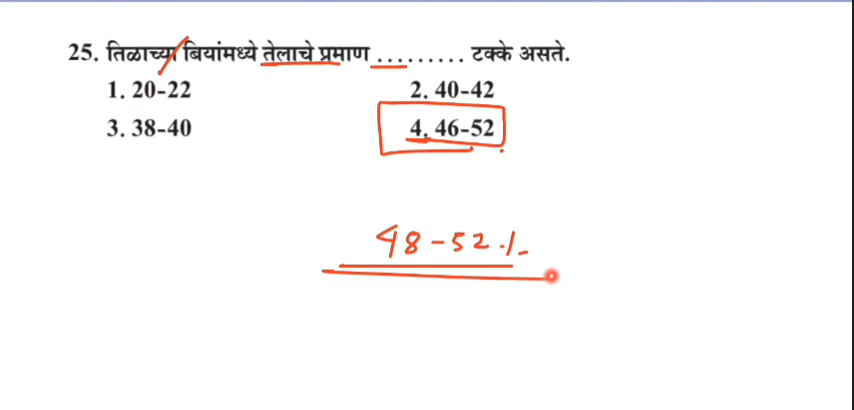 25. तिळाच्या बियांमध्ये तेलाचे प्रमाण ......... टक्के असते.
1. 20-22 2. 40-42
3. 38-40 4. 46-52
48-52%